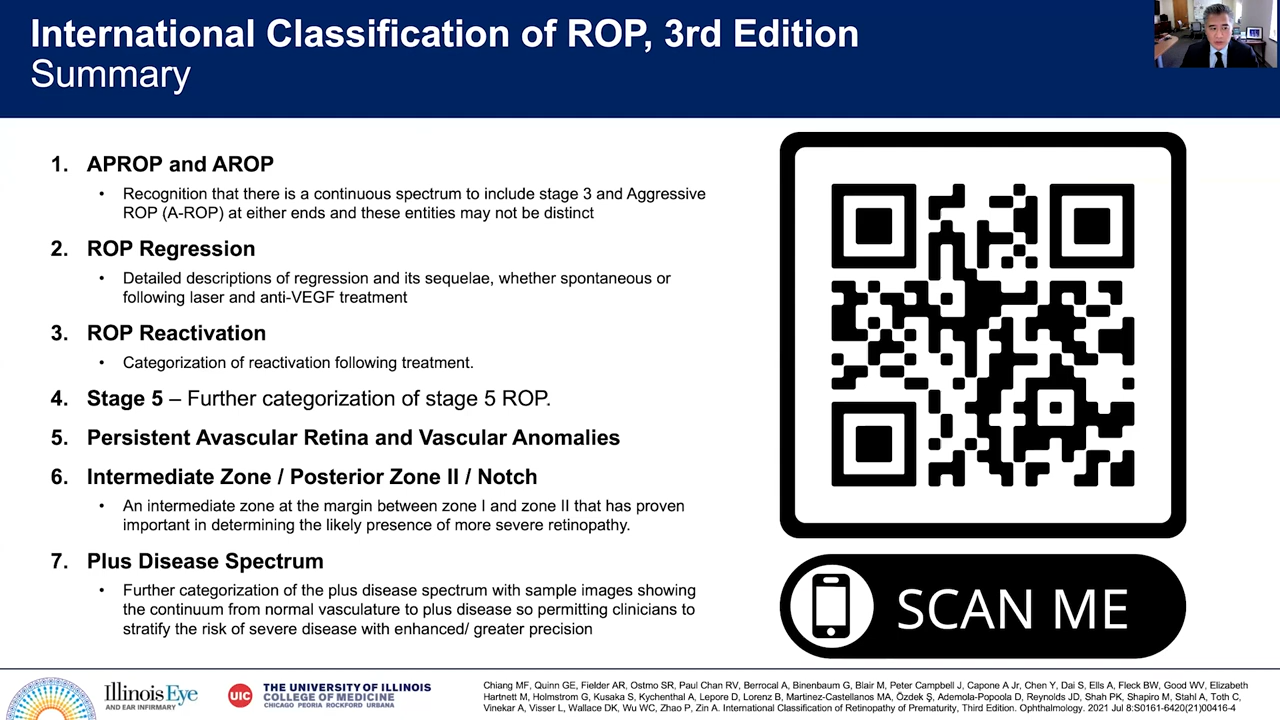 International Classification of ROP, 3rd Edition
Summary
1. APROP and AROP
• Recognition that there is a continuous spectrum to include stage 3 and Aggressive
ROP (A-ROP) at either ends and these entities may not be distinct
2. ROP Regression
• Detailed descriptions of regression and its sequelae, whether spontaneous or
following laser and anti-VEGF treatment
3. ROP Reactivation
• Categorization of reactivation following treatment.
4. Stage 5 – Further categorization of stage 5 ROP.
5. Persistent Avascular Retina and Vascular Anomalies
6. Intermediate Zone / Posterior Zone II / Notch
• An intermediate zone at the margin between zone I and zone II that has proven
important in determining the likely presence of more severe retinopathy.
7. Plus Disease Spectrum
• Further categorization of the plus disease spectrum with sample images showing
the continuum from normal vasculature to plus disease so permitting clinicians to
stratify the risk of severe disease with enhanced/ greater precision
SCAN ME
Illinois Eye
AND EAR INFIRMARY
UIC
THE UNIVERSITY OF ILLINOIS
COLLEGE OF MEDICINE
CHICAGO PEORIA ROCKFORD URBANA
Chiang MF, Quinn GE, Fielder AR, Ostmo SR, Paul Chan RV, Berrocal A, Binenbaum G, Blair M, Peter Campbell J, Capone A Jr, Chen Y, Dai S, Ells A, Fleck BW, Good WV, Elizabeth
Hartnett M, Holmstrom G, Kusaka S, Kychenthal A, Lepore D, Lorenz B, Martinez-Castellanos MA, Özdek Ş, Ademola-Popoola D, Reynolds JD, Shah PK, Shapiro M, Stahl A, Toth C,
Vinekar A, Visser L, Wallace DK, Wu WC, Zhao P, Zin A. International Classification of Retinopathy of Prematurity, Third Edition. Ophthalmology. 2021 Jul 8:S0161-6420(21)00416-4